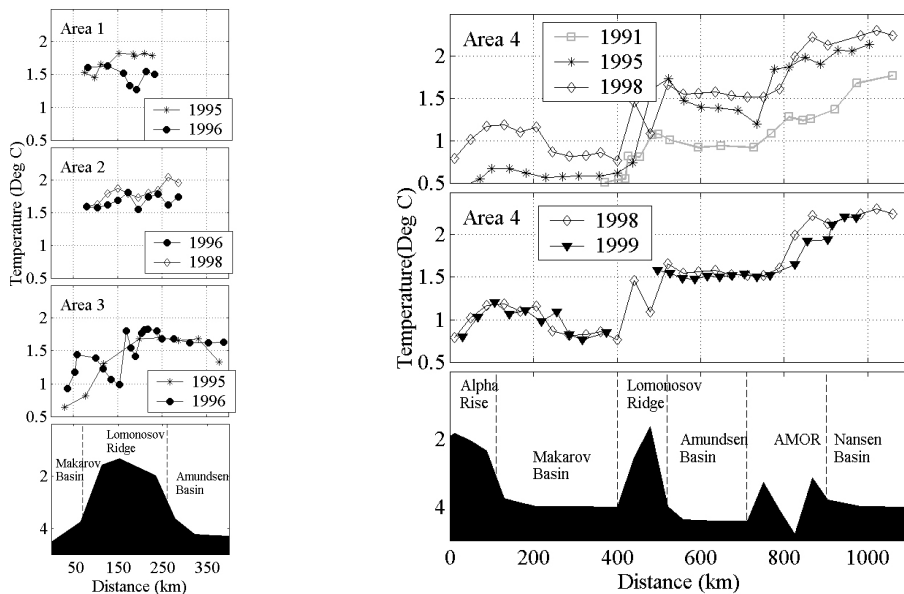 Area 1
2
1.5
1
0.5
1995
1996
Area 2
2
1.5
1
0.5
1996
1998
Area 3
2
1.5
1
0.5
1995
1996
Temperature (Deg C)
Lomonosov
Ridge
Makarov
Basin
Amundsen
Basin
2
4
50 150 250 350
Distance (km)
Area 4
2
1.5
1
0.5
1991
1995
1998
Area 4
2
1.5
1
0.5
1998
1999
Temperature(Deg C)
Alpha
Rise
Makarov
Basin
Lomonosov
Ridge
Amundsen
Basin
AMOR
Nansen
Basin
2
4
0 200 400 600 800 1000
Distance (km)